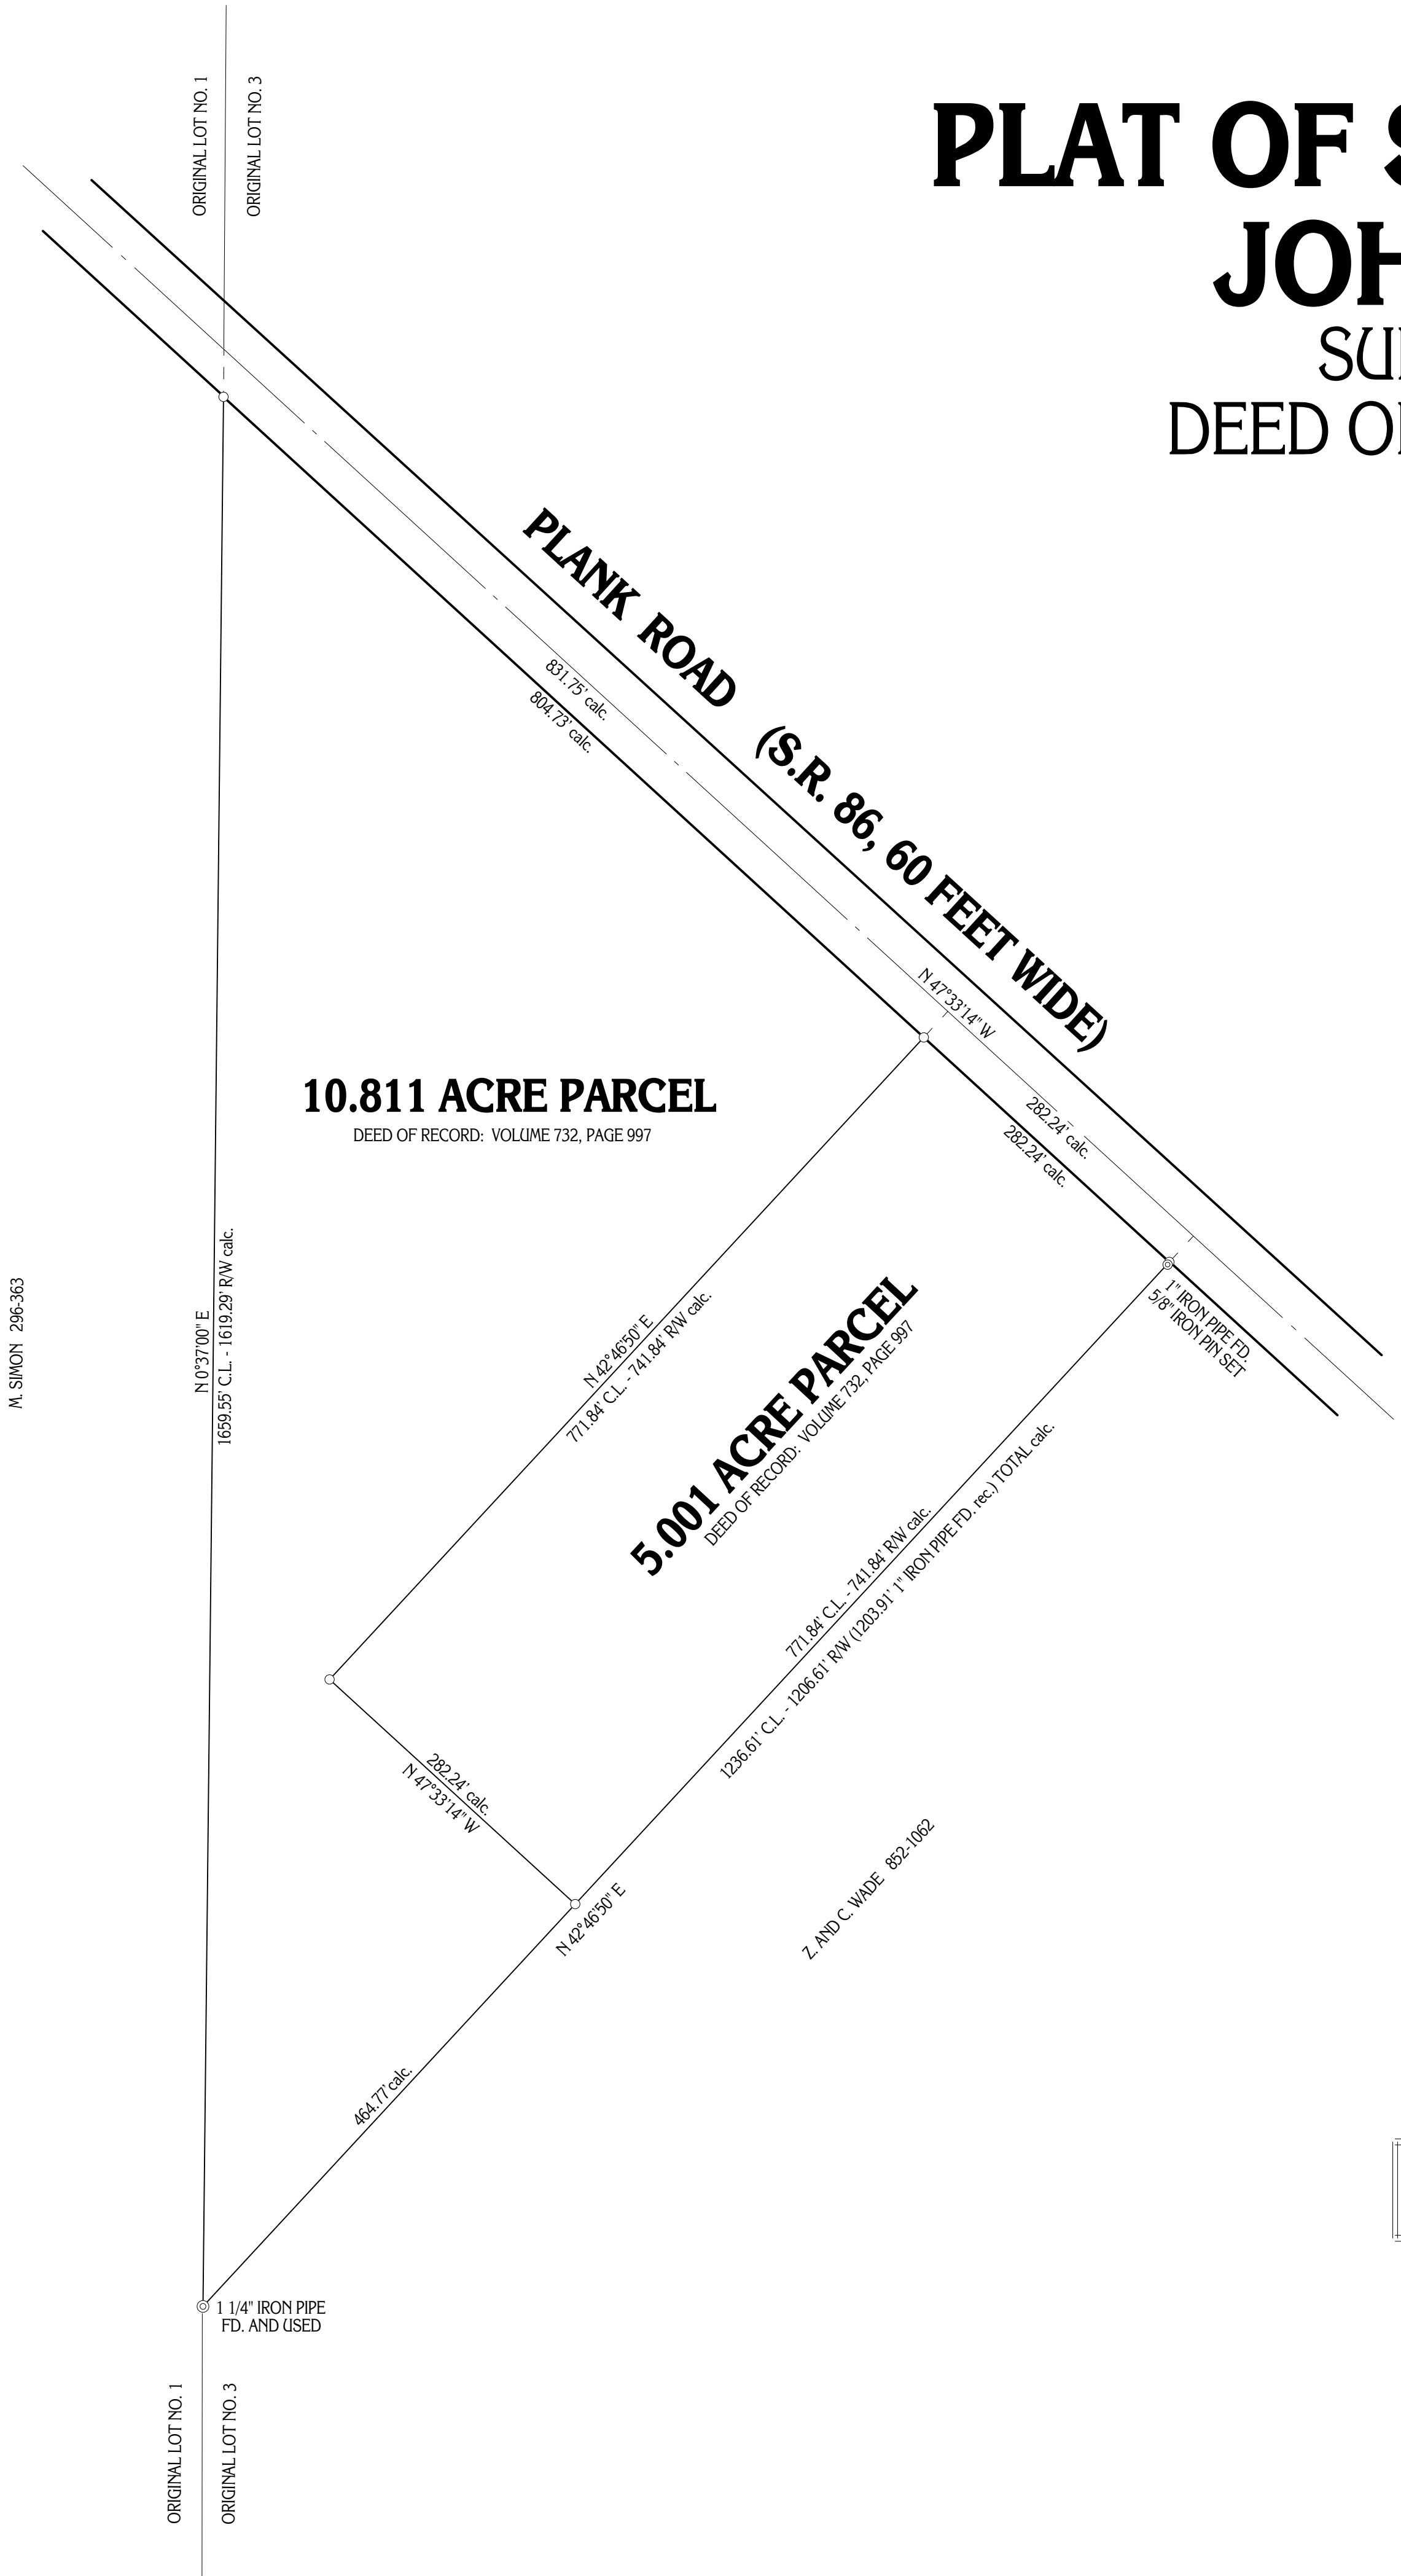 PLAT OF S
JOH
SU
DEED O
ORIGINAL LOT NO. 1
ORIGINAL LOT NO. 3
PLANK ROAD (S.R. 86, 60 FEET WIDE)
831.75' calc.
804.73' calc.
N 47°33'14" W
282.24' calc.
282.24' calc.
10.811 ACRE PARCEL
DEED OF RECORD: VOLUME 732, PAGE 997
M. SIMON 296-363
N 0°37'00" E
1659.55' C.L. - 1619.29' R/W calc.
N 42°46'50" E
771.84' C.L. - 741.84' R/W calc.
5.001 ACRE PARCEL
DEED OF RECORD: VOLUME 732, PAGE 997
1" IRON PIPE FD.
5/8" IRON PIN SET
771.84' C.L. - 741.84' R/W calc.
1236.61' C.L. - 1206.61' R/W (1203.91' 1" IRON PIPE FD. rec.) TOTAL calc.
282.24' calc.
N 47°33'14" W
N 42°46'50" E
Z. AND C. WADE 852-1062
464.77' calc.
1 1/4" IRON PIPE
FD. AND USED
ORIGINAL LOT NO. 1
ORIGINAL LOT NO. 3